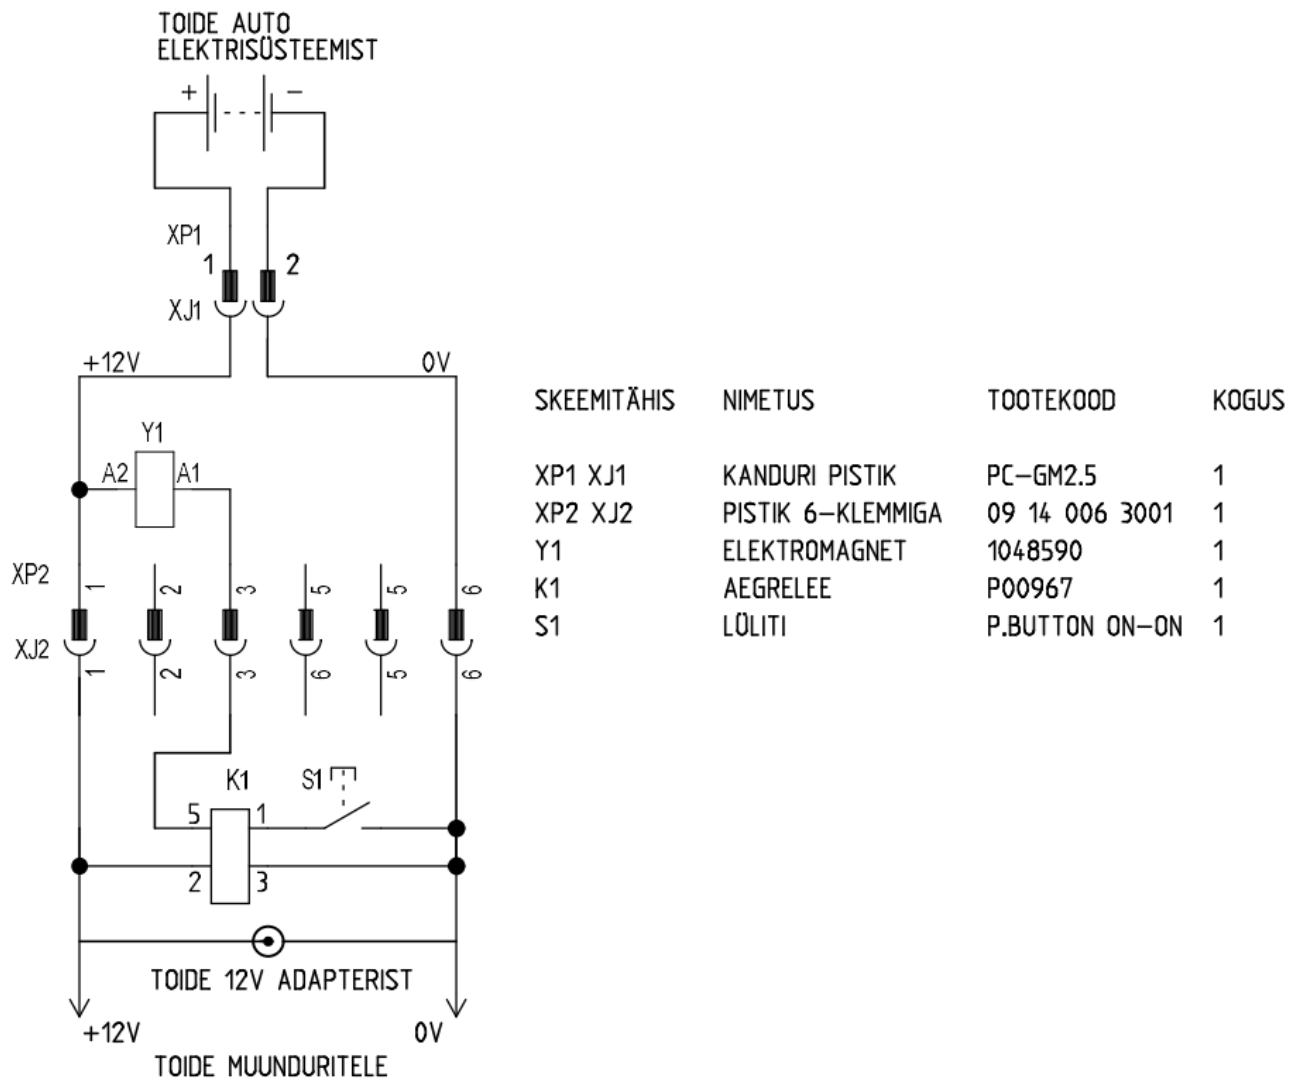 TOIDE AUTO
ELEKTRISÜSTEEMIST
+ −
XP1
1 2
XJ1
+12V 0V
Y1
A2 A1
XP2
1 2 3 5 5 6
XJ2
1 2 3 6 5 6
K1 S1
5 1
2 3
TOIDE 12V ADAPTERIST
+12V 0V
TOIDE MUUNDURITELE
SKEEMITÄHIS NIMETUS TOOTEKOOD KOGUS
XP1 XJ1 KANDURI PISTIK PC−GM2.5 1
XP2 XJ2 PISTIK 6−KLEMMIGA 09 14 006 3001 1
Y1 ELEKTROMAGNET 1048590 1
K1 AEGRELEE P00967 1
S1 LÜLITI P.BUTTON ON−ON 1